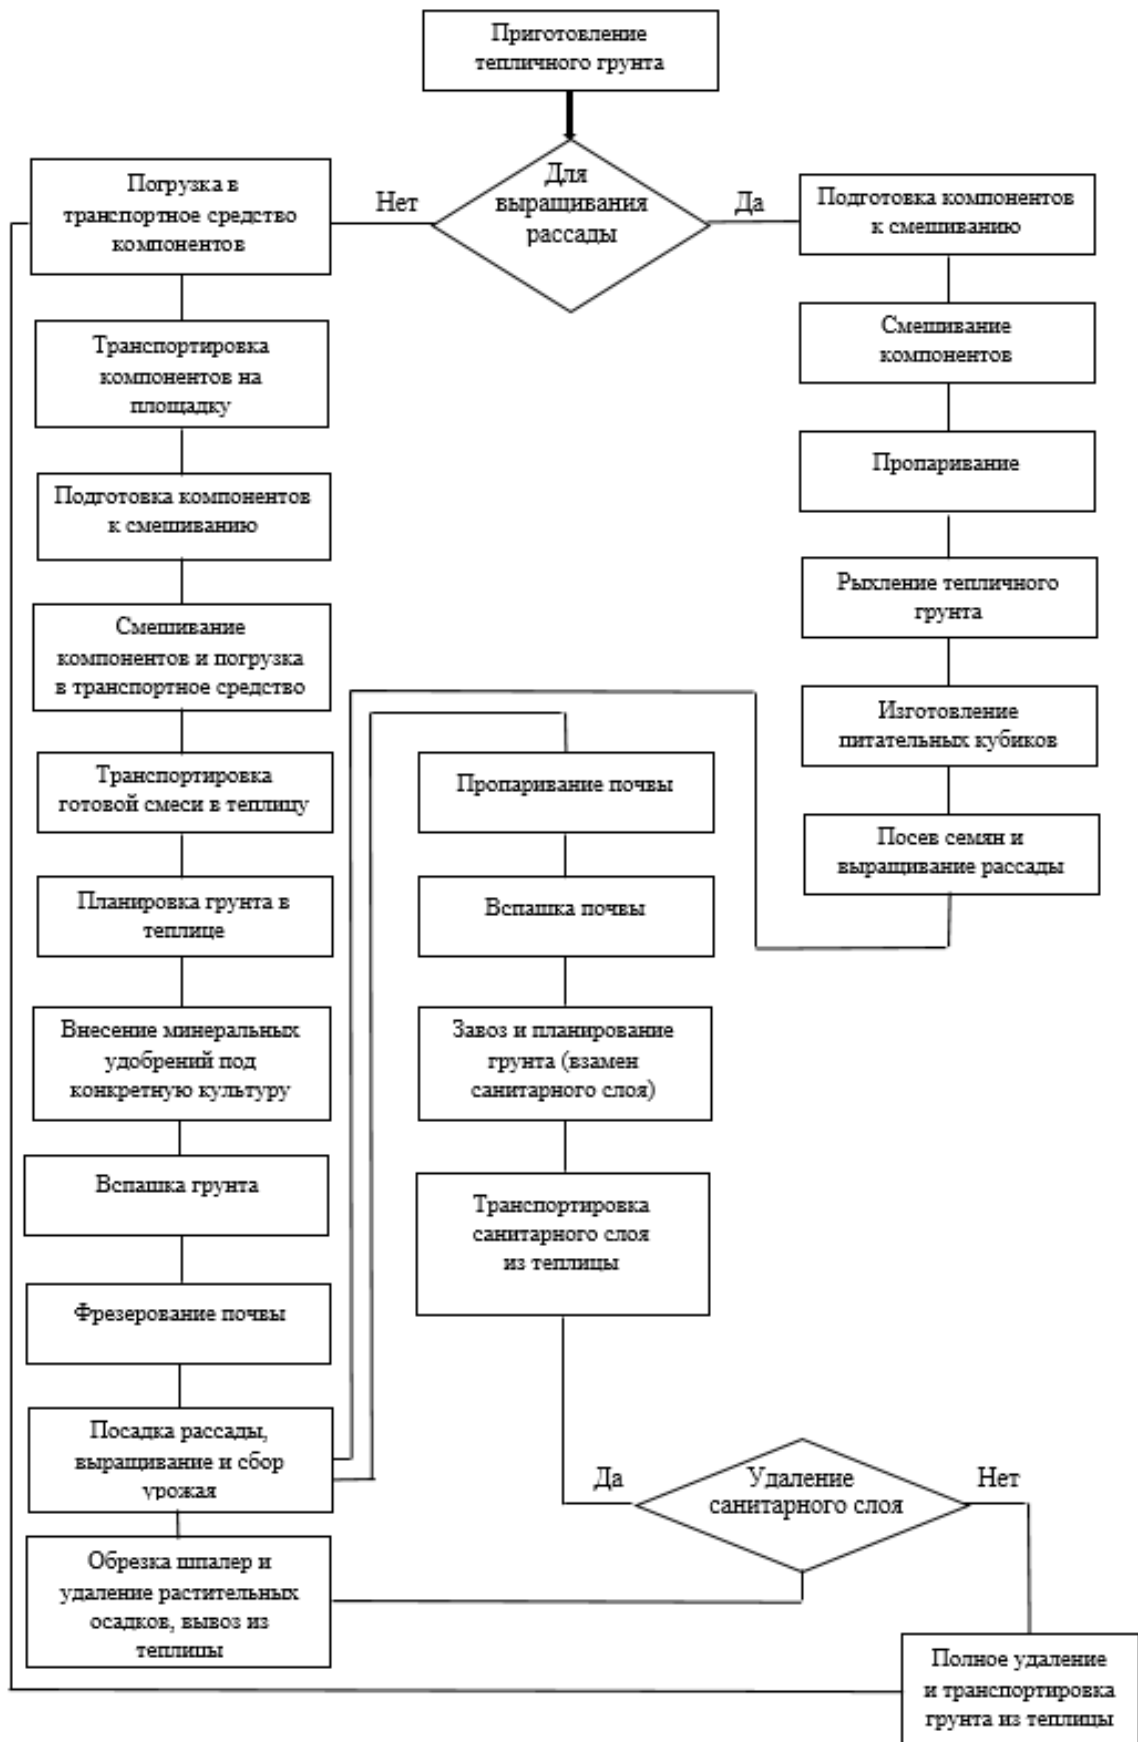 Приготовление
тепличного грунта
Для
выращивания
рассады
Нет
Да
Погрузка в
транспортное средство
компонентов
Транспортировка
компонентов на
площадку
Подготовка компонентов
к смешиванию
Смешивание
компонентов и погрузка
в транспортное средство
Транспортировка
готовой смеси в теплицу
Планировка грунта в
теплице
Внесение минеральных
удобрений под
конкретную культуру
Вспашка грунта
Фрезерование почвы
Посадка рассады,
выращивание и сбор
урожая
Обрезка шпалер и
удаление растительных
осадков, вывоз из
теплицы
Пропаривание почвы
Вспашка почвы
Завоз и планирование
грунта (взамен
санитарного слоя)
Транспортировка
санитарного слоя
из теплицы
Подготовка компонентов
к смешиванию
Смешивание
компонентов
Пропаривание
Рыхление тепличного
грунта
Изготовление
питательных кубиков
Посев семян и
выращивание рассады
Да
Удаление
санитарного слоя
Нет
Полное удаление
и транспортировка
грунта из теплицы